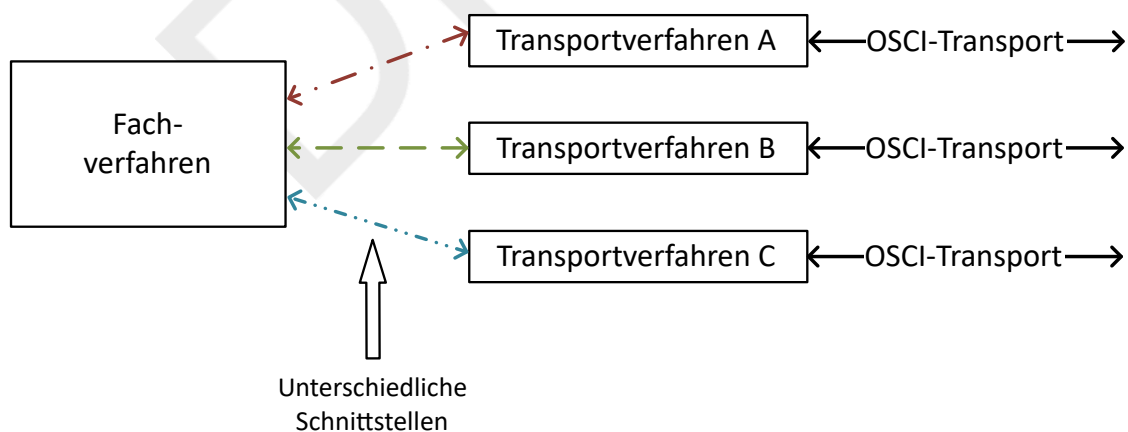 Transportverfahren A
OSCI-Transport
Fach-
verfahren
Transportverfahren B
OSCI-Transport
Transportverfahren C
OSCI-Transport
Unterschiedliche
Schnittstellen